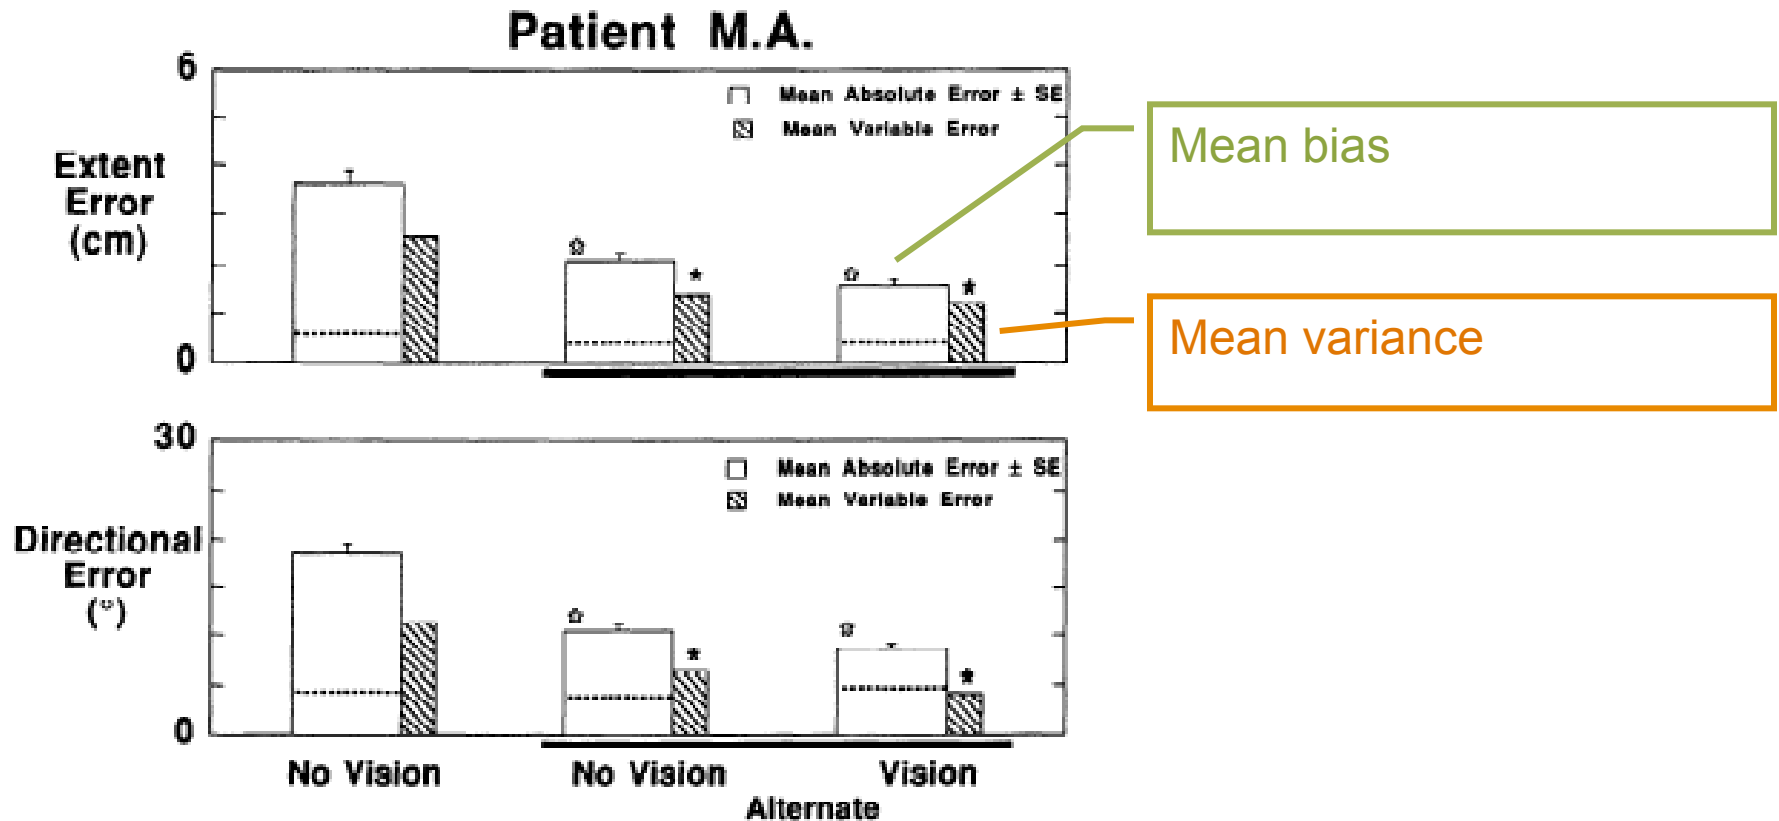 Patient M.A.
6
Mean Absolute Error ± SE
Mean Variable Error
Extent
Error
(cm)
0
Mean bias
Mean variance
30
Mean Absolute Error ± SE
Mean Variable Error
Directional
Error
(°)
0
No Vision No Vision Vision
Alternate